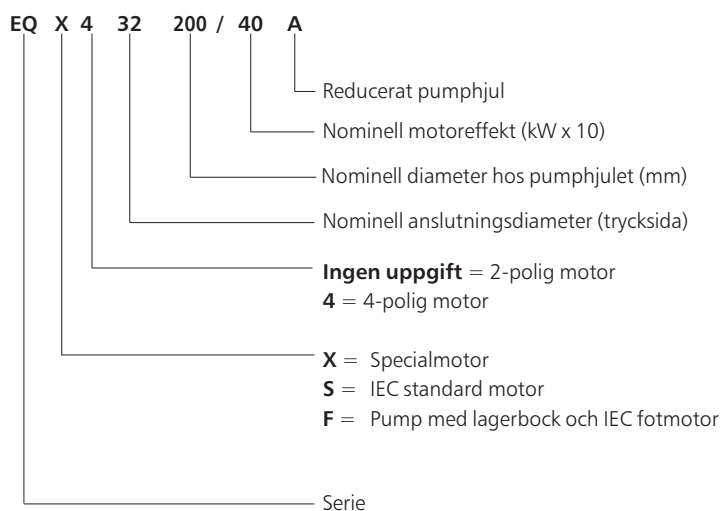 EQ X 4 32 200 / 40 A
Reducerat pumphjul
Nominell motoreffekt (kW x 10)
Nominell diameter hos pumphjulet (mm)
Nominell anslutningsdiameter (trycksida)
Ingen uppgift = 2-polig motor
4 = 4-polig motor
X = Specialmotor
S = IEC standard motor
F = Pump med lagerbock och IEC fotmotor
Serie